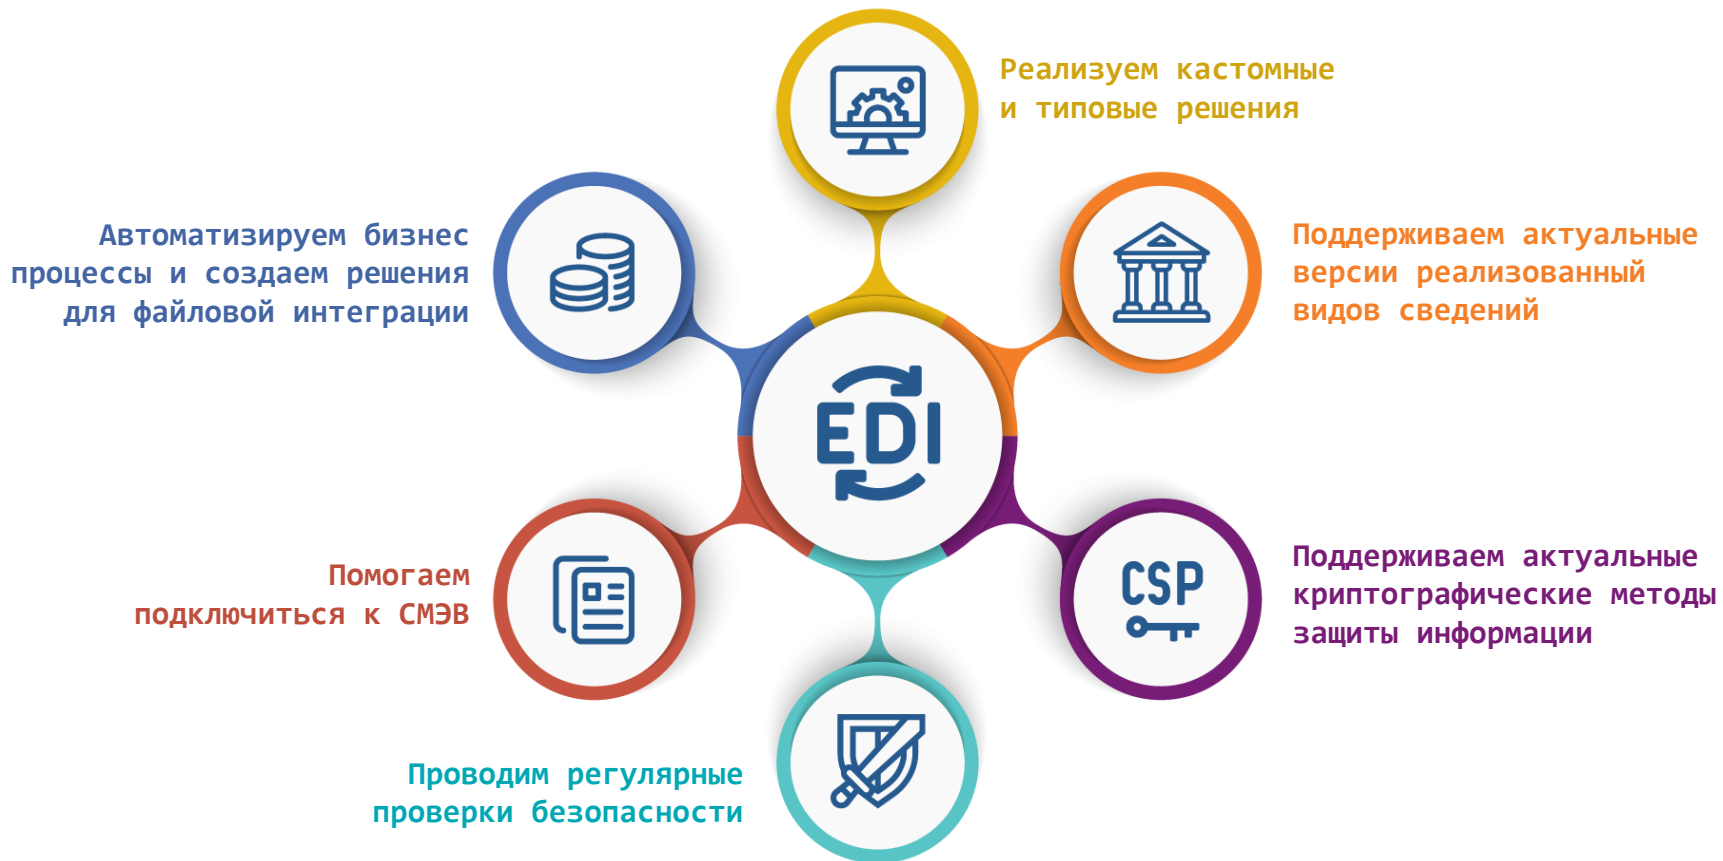 Реализуем кастомные
и типовые решения
Автоматизируем бизнес
процессы и создаем решения
для файловой интеграции
Поддерживаем актуальные
версии реализованный
видов сведений
EDI
Помогаем
подключиться к СМЭВ
CSP
Поддерживаем актуальные
криптографические методы
защиты информации
Проводим регулярные
проверки безопасности